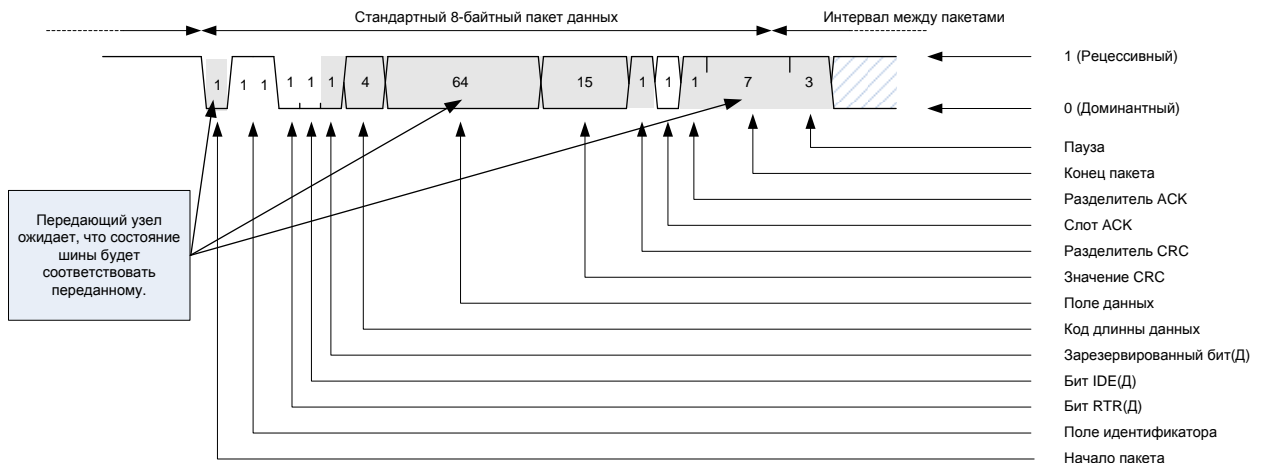 Стандартный 8-байтный пакет данных
Интервал между пакетами
1 1 1 1 1 1 4 64 15 1 1 1 7 3
1 (Рецессивный)
0 (Доминантный)
Пауза
Конец пакета
Разделитель ACK
Слот ACK
Разделитель CRC
Значение CRC
Поле данных
Код длинны данных
Зарезервированный бит(Д)
Бит IDE(Д)
Бит RTR(Д)
Поле идентификатора
Начало пакета
Передающий узел
ожидает, что состояние
шины будет
соответствовать
переданному.